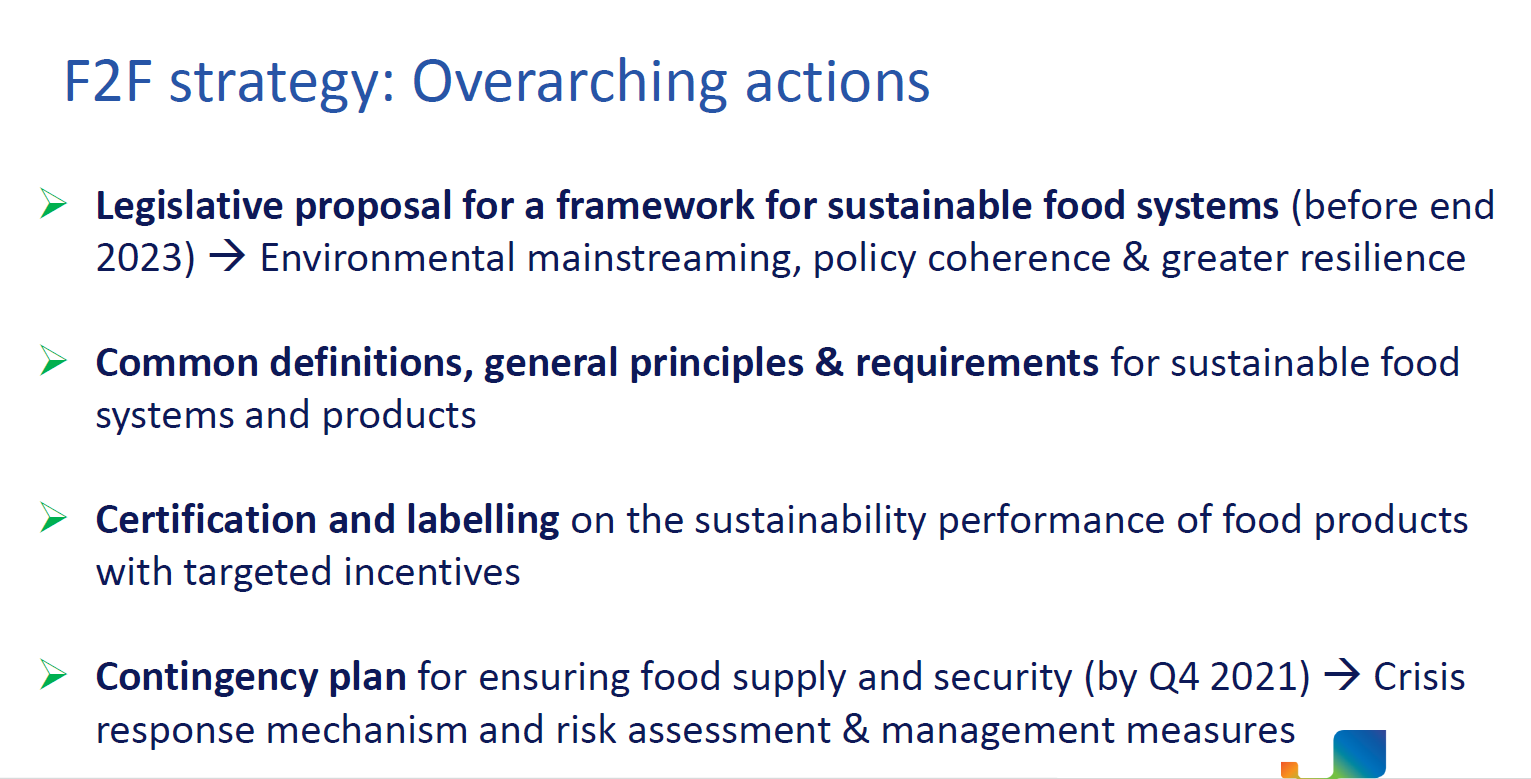 F2F strategy: Overarching actions
Legislative proposal for a framework for sustainable food systems (before end
2023) → Environmental mainstreaming, policy coherence & greater resilience
Common definitions, general principles & requirements for sustainable food
systems and products
Certification and labelling on the sustainability performance of food products
with targeted incentives
Contingency plan for ensuring food supply and security (by Q4 2021) → Crisis
response mechanism and risk assessment & management measures